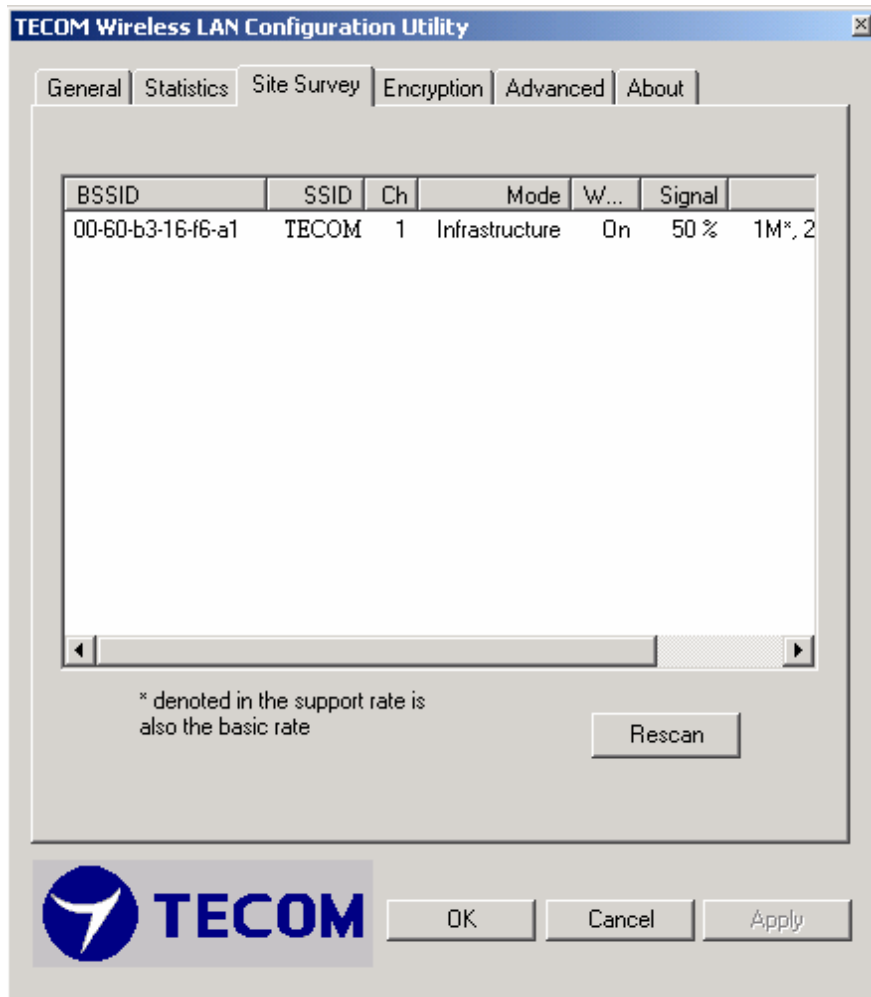 TECOM Wireless LAN Configuration Utility
General Statistics Site Survey Encryption Advanced About
BSSID SSID Ch Mode W... Signal
00-60-b3-16-f6-a1 TECOM 1 Infrastructure On 50 % 1M*, 2
* denoted in the support rate is
also the basic rate
Rescan
TECOM
OK Cancel Apply